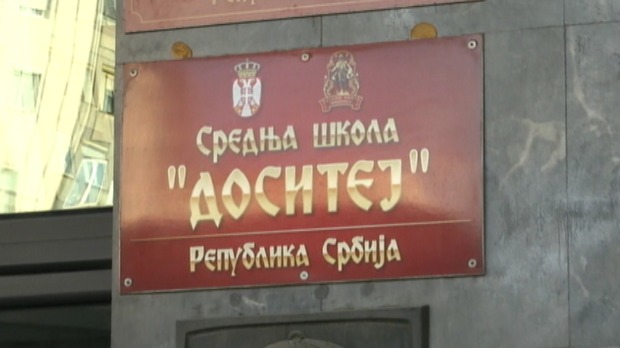 Средња школа
"ДОСИТЕЈ"
Република Србија